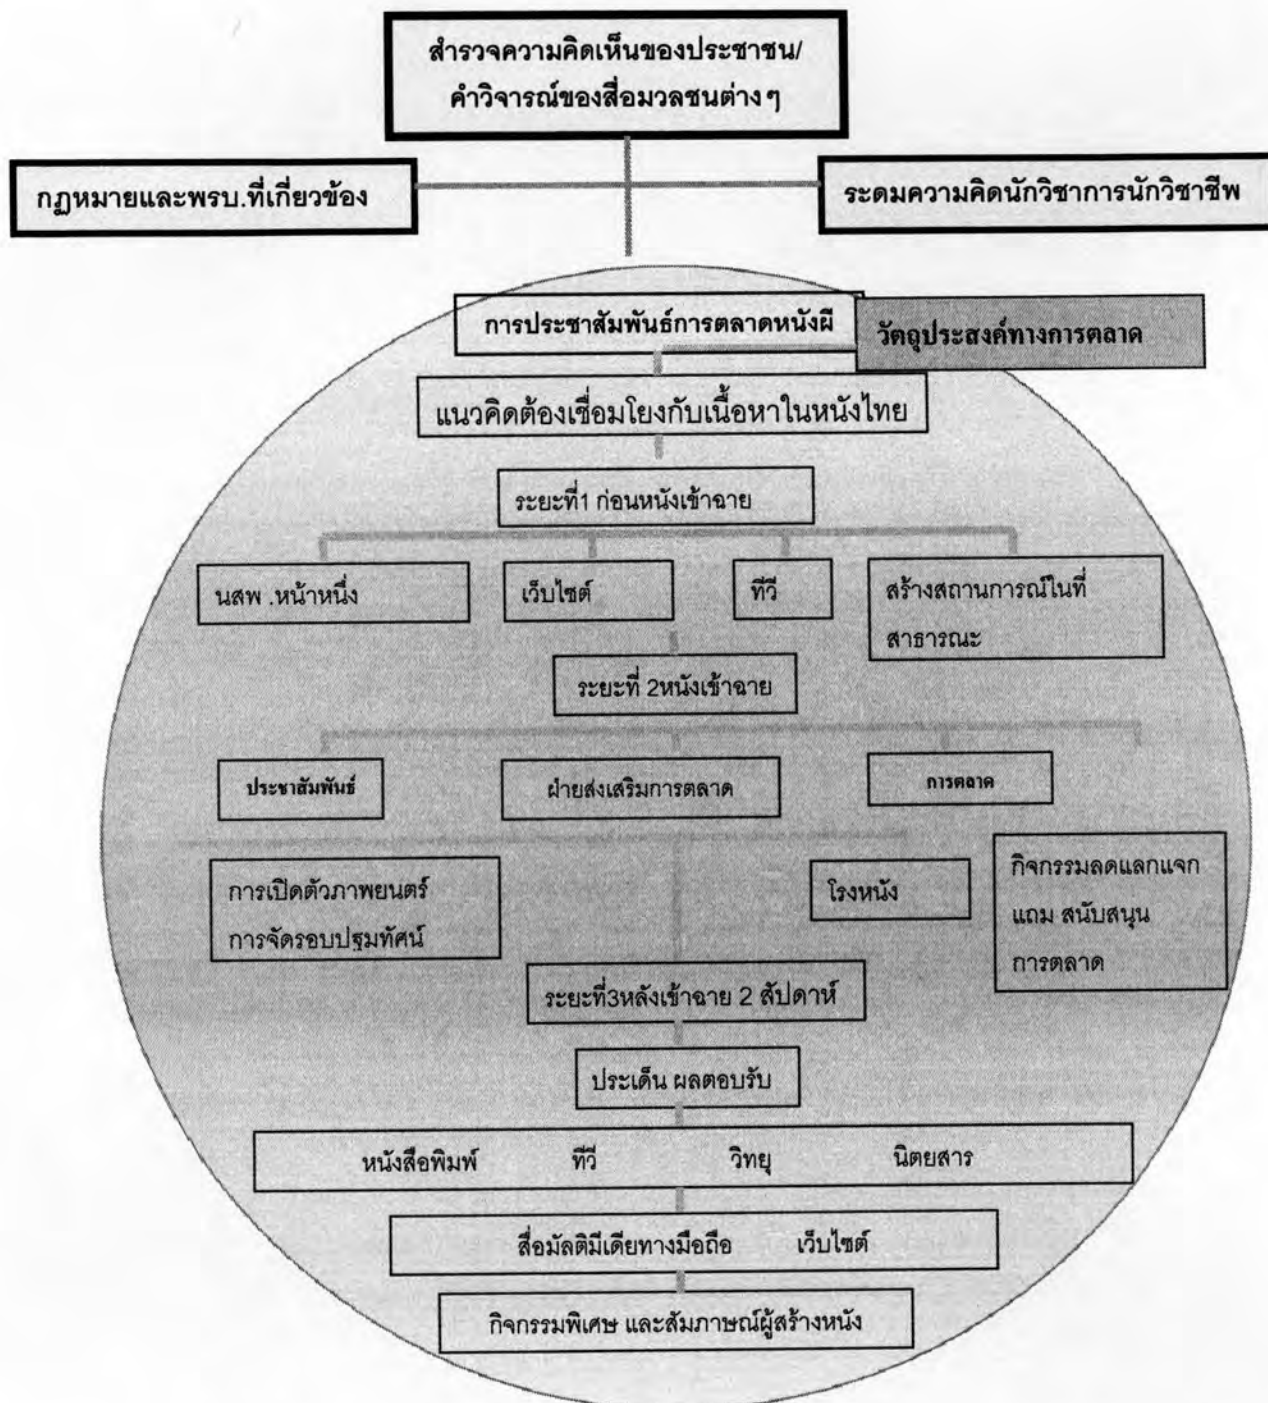 สำรวจความคิดเห็นของประชาชน/
คำวิจารณ์ของสื่อมวลชนต่างๆ
กฎหมายและพรบ.ที่เกี่ยวข้อง
ระดมความคิดนักวิชาการนักวิชาชีพ
การประชาสัมพันธ์การตลาดหนังผี
วัตถุประสงค์ทางการตลาด
แนวคิดต้องเชื่อมโยงกับเนื้อหาในหนังไทย
ระยะที่1 ก่อนหนังเข้าฉาย
นสพ .หน้าหนึ่ง
เว็บไซต์
ทีวี
สร้างสถานการณ์ในที่
สาธารณะ
ระยะที่ 2หนังเข้าฉาย
ประชาสัมพันธ์
ฝ่ายส่งเสริมการตลาด
การตลาด
การเปิดตัวภาพยนตร์
การจัดรอบปฐมทัศน์
โรงหนัง
กิจกรรมลดแลกแจก
แถม สนับสนุน
การตลาด
ระยะที่3หลังเข้าฉาย 2 สัปดาห์
ประเด็น ผลตอบรับ
หนังสือพิมพ์ ทีวี วิทยุ นิตยสาร
สื่อมัลติมีเดียทางมือถือ เว็บไซต์
กิจกรรมพิเศษ และสัมภาษณ์ผู้สร้างหนัง